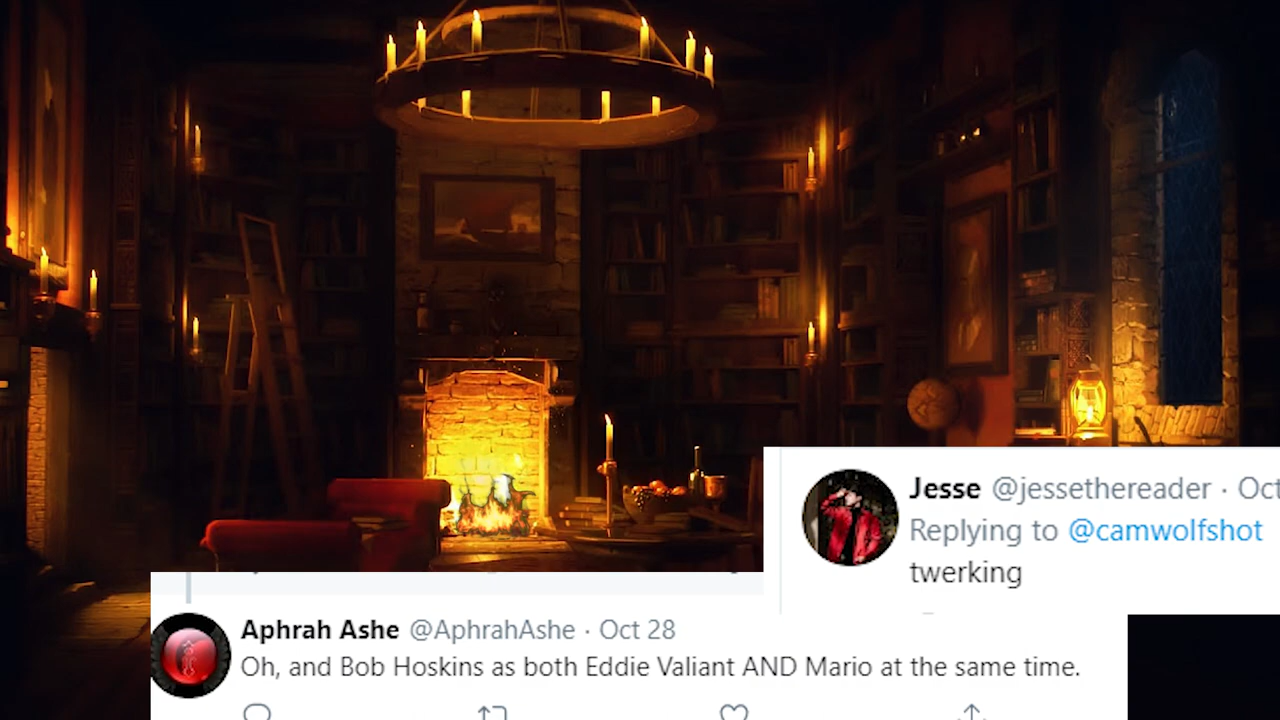 Jesse @jessethereader · Oct
Replying to @camwolfshot
twerking
Aphrah Ashe @AphrahAshe · Oct 28
Oh, and Bob Hoskins as both Eddie Valiant AND Mario at the same time.